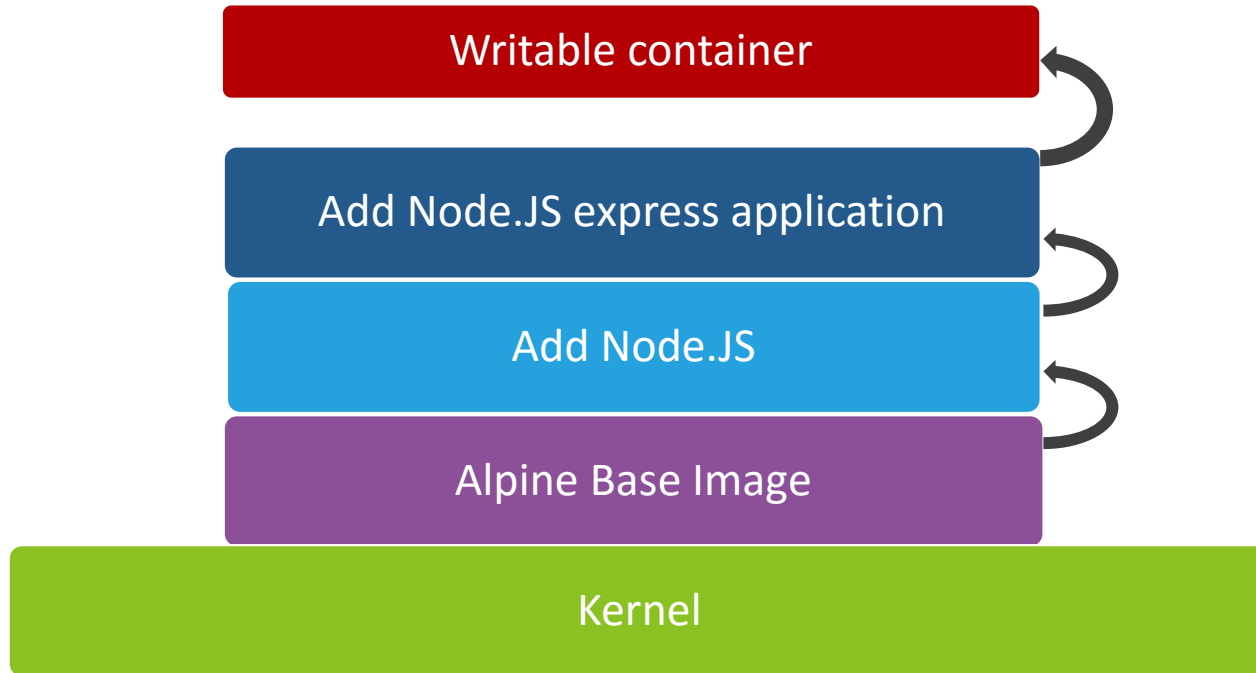 Writable container
Add Node.JS express application
Add Node.JS
Alpine Base Image
Kernel